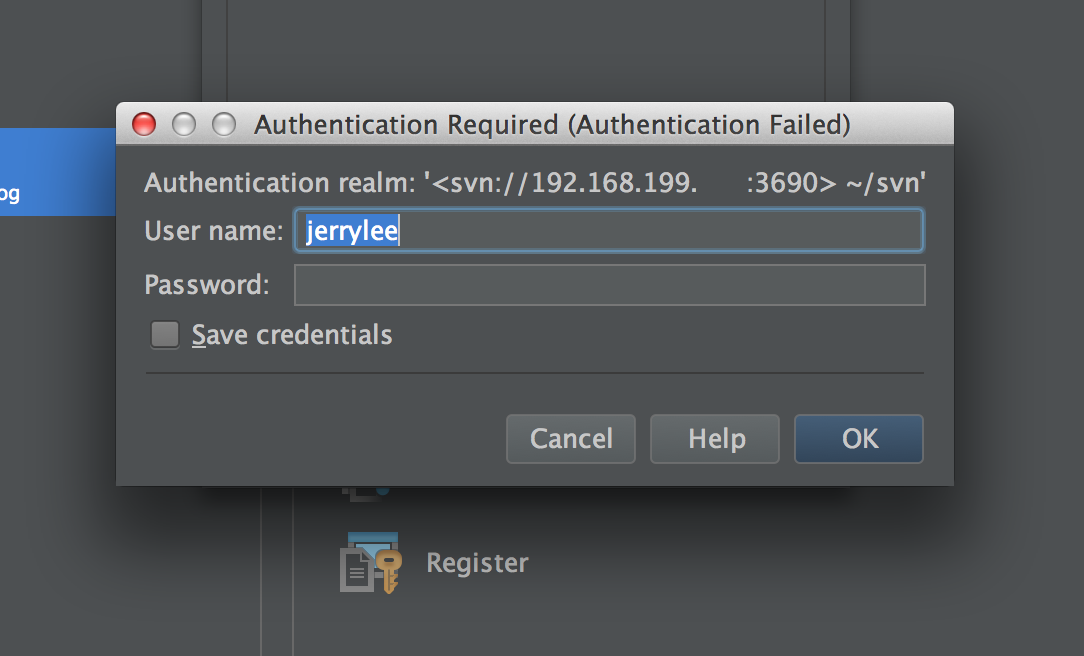 Authentication Required (Authentication Failed)
Authentication realm: '<svn://192.168.199. :3690> ~/svn'
og
User name: jerrylee
Password:
Save credentials
Cancel Help OK
Register